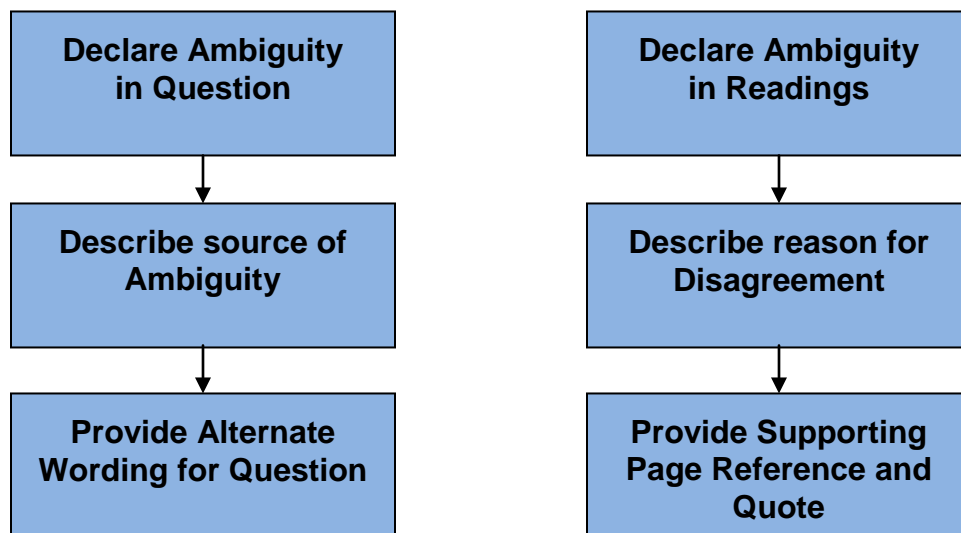 Declare Ambiguity
in Question
Describe source of
Ambiguity
Provide Alternate
Wording for Question
Declare Ambiguity
in Readings
Describe reason for
Disagreement
Provide Supporting
Page Reference and
Quote